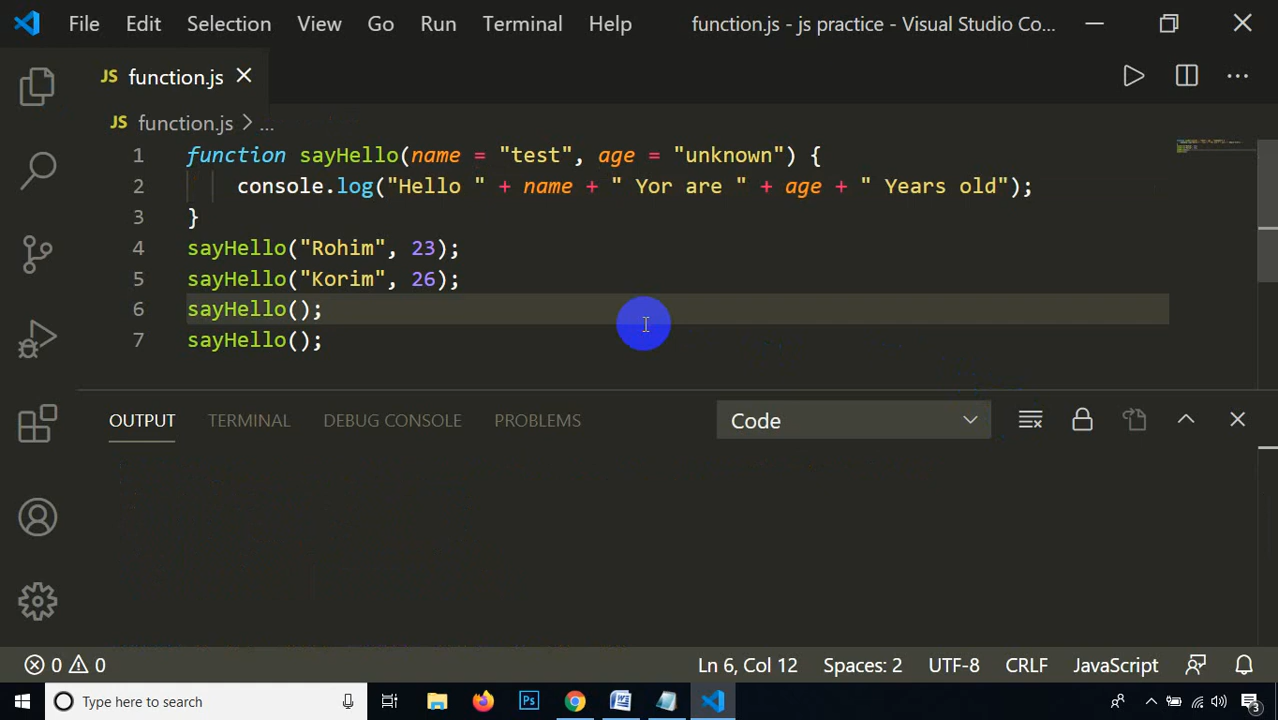 File Edit Selection View Go Run Terminal Help function.js - js practice - Visual Studio Co...
JS function.js
JS function.js > ...
1 function sayHello(name = "test", age = "unknown") {
2 console.log("Hello " + name + " Yor are " + age + " Years old");
3 }
4 sayHello("Rohim", 23);
5 sayHello("Korim", 26);
6 sayHello();
7 sayHello();
OUTPUT TERMINAL DEBUG CONSOLE PROBLEMS Code
0 0 Ln 6, Col 12 Spaces: 2 UTF-8 CRLF JavaScript
Type here to search Ps 3